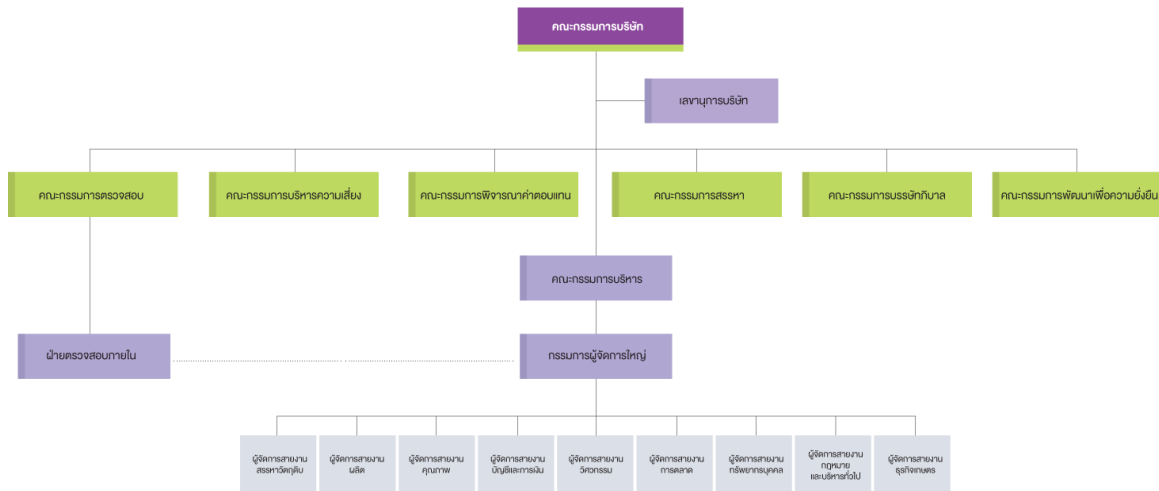 คณะกรรมการบริษัท
เลขานุการบริษัท
คณะกรรมการตรวจสอบ
คณะกรรมการบริหารความเสี่ยง
คณะกรรมการพิจารณาค่าตอบแทน
คณะกรรมการสรรหา
คณะกรรมการบรรษัทภิบาล
คณะกรรมการพัฒนาเพื่อความยั่งยืน
คณะกรรมการบริหาร
ฝ่ายตรวจสอบภายใน
กรรมการผู้จัดการใหญ่
ผู้จัดการสายงาน
สรรหาวัตถุดิบ
ผู้จัดการสายงาน
ผลิต
ผู้จัดการสายงาน
คุณภาพ
ผู้จัดการสายงาน
บัญชีและการเงิน
ผู้จัดการสายงาน
วิศวกรรม
ผู้จัดการสายงาน
การตลาด
ผู้จัดการสายงาน
ทรัพยากรบุคคล
ผู้จัดการสายงาน
กฎหมาย
และบริหารทั่วไป
ผู้จัดการสายงาน
ธุรกิจเกษตร